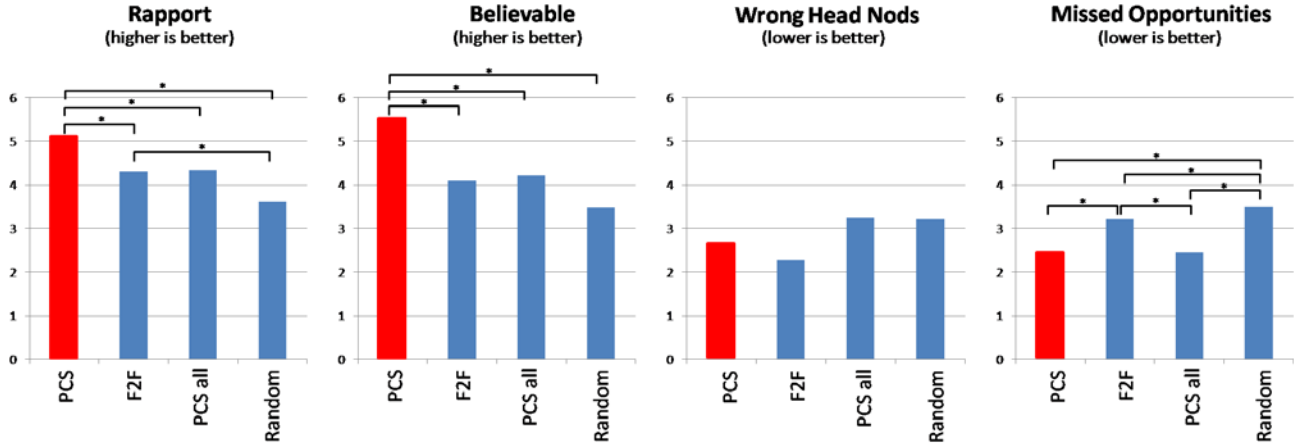 Rapport
(higher is better)
*
*
*
*
6
5
4
3
2
1
0
PCS
F2F
PCS all
Random
Believable
(higher is better)
*
*
*
6
5
4
3
2
1
0
PCS
F2F
PCS all
Random
Wrong Head Nods
(lower is better)
6
5
4
3
2
1
0
PCS
F2F
PCS all
Random
Missed Opportunities
(lower is better)
6
5
4
3
2
1
0
*
*
*
*
*
PCS
F2F
PCS all
Random